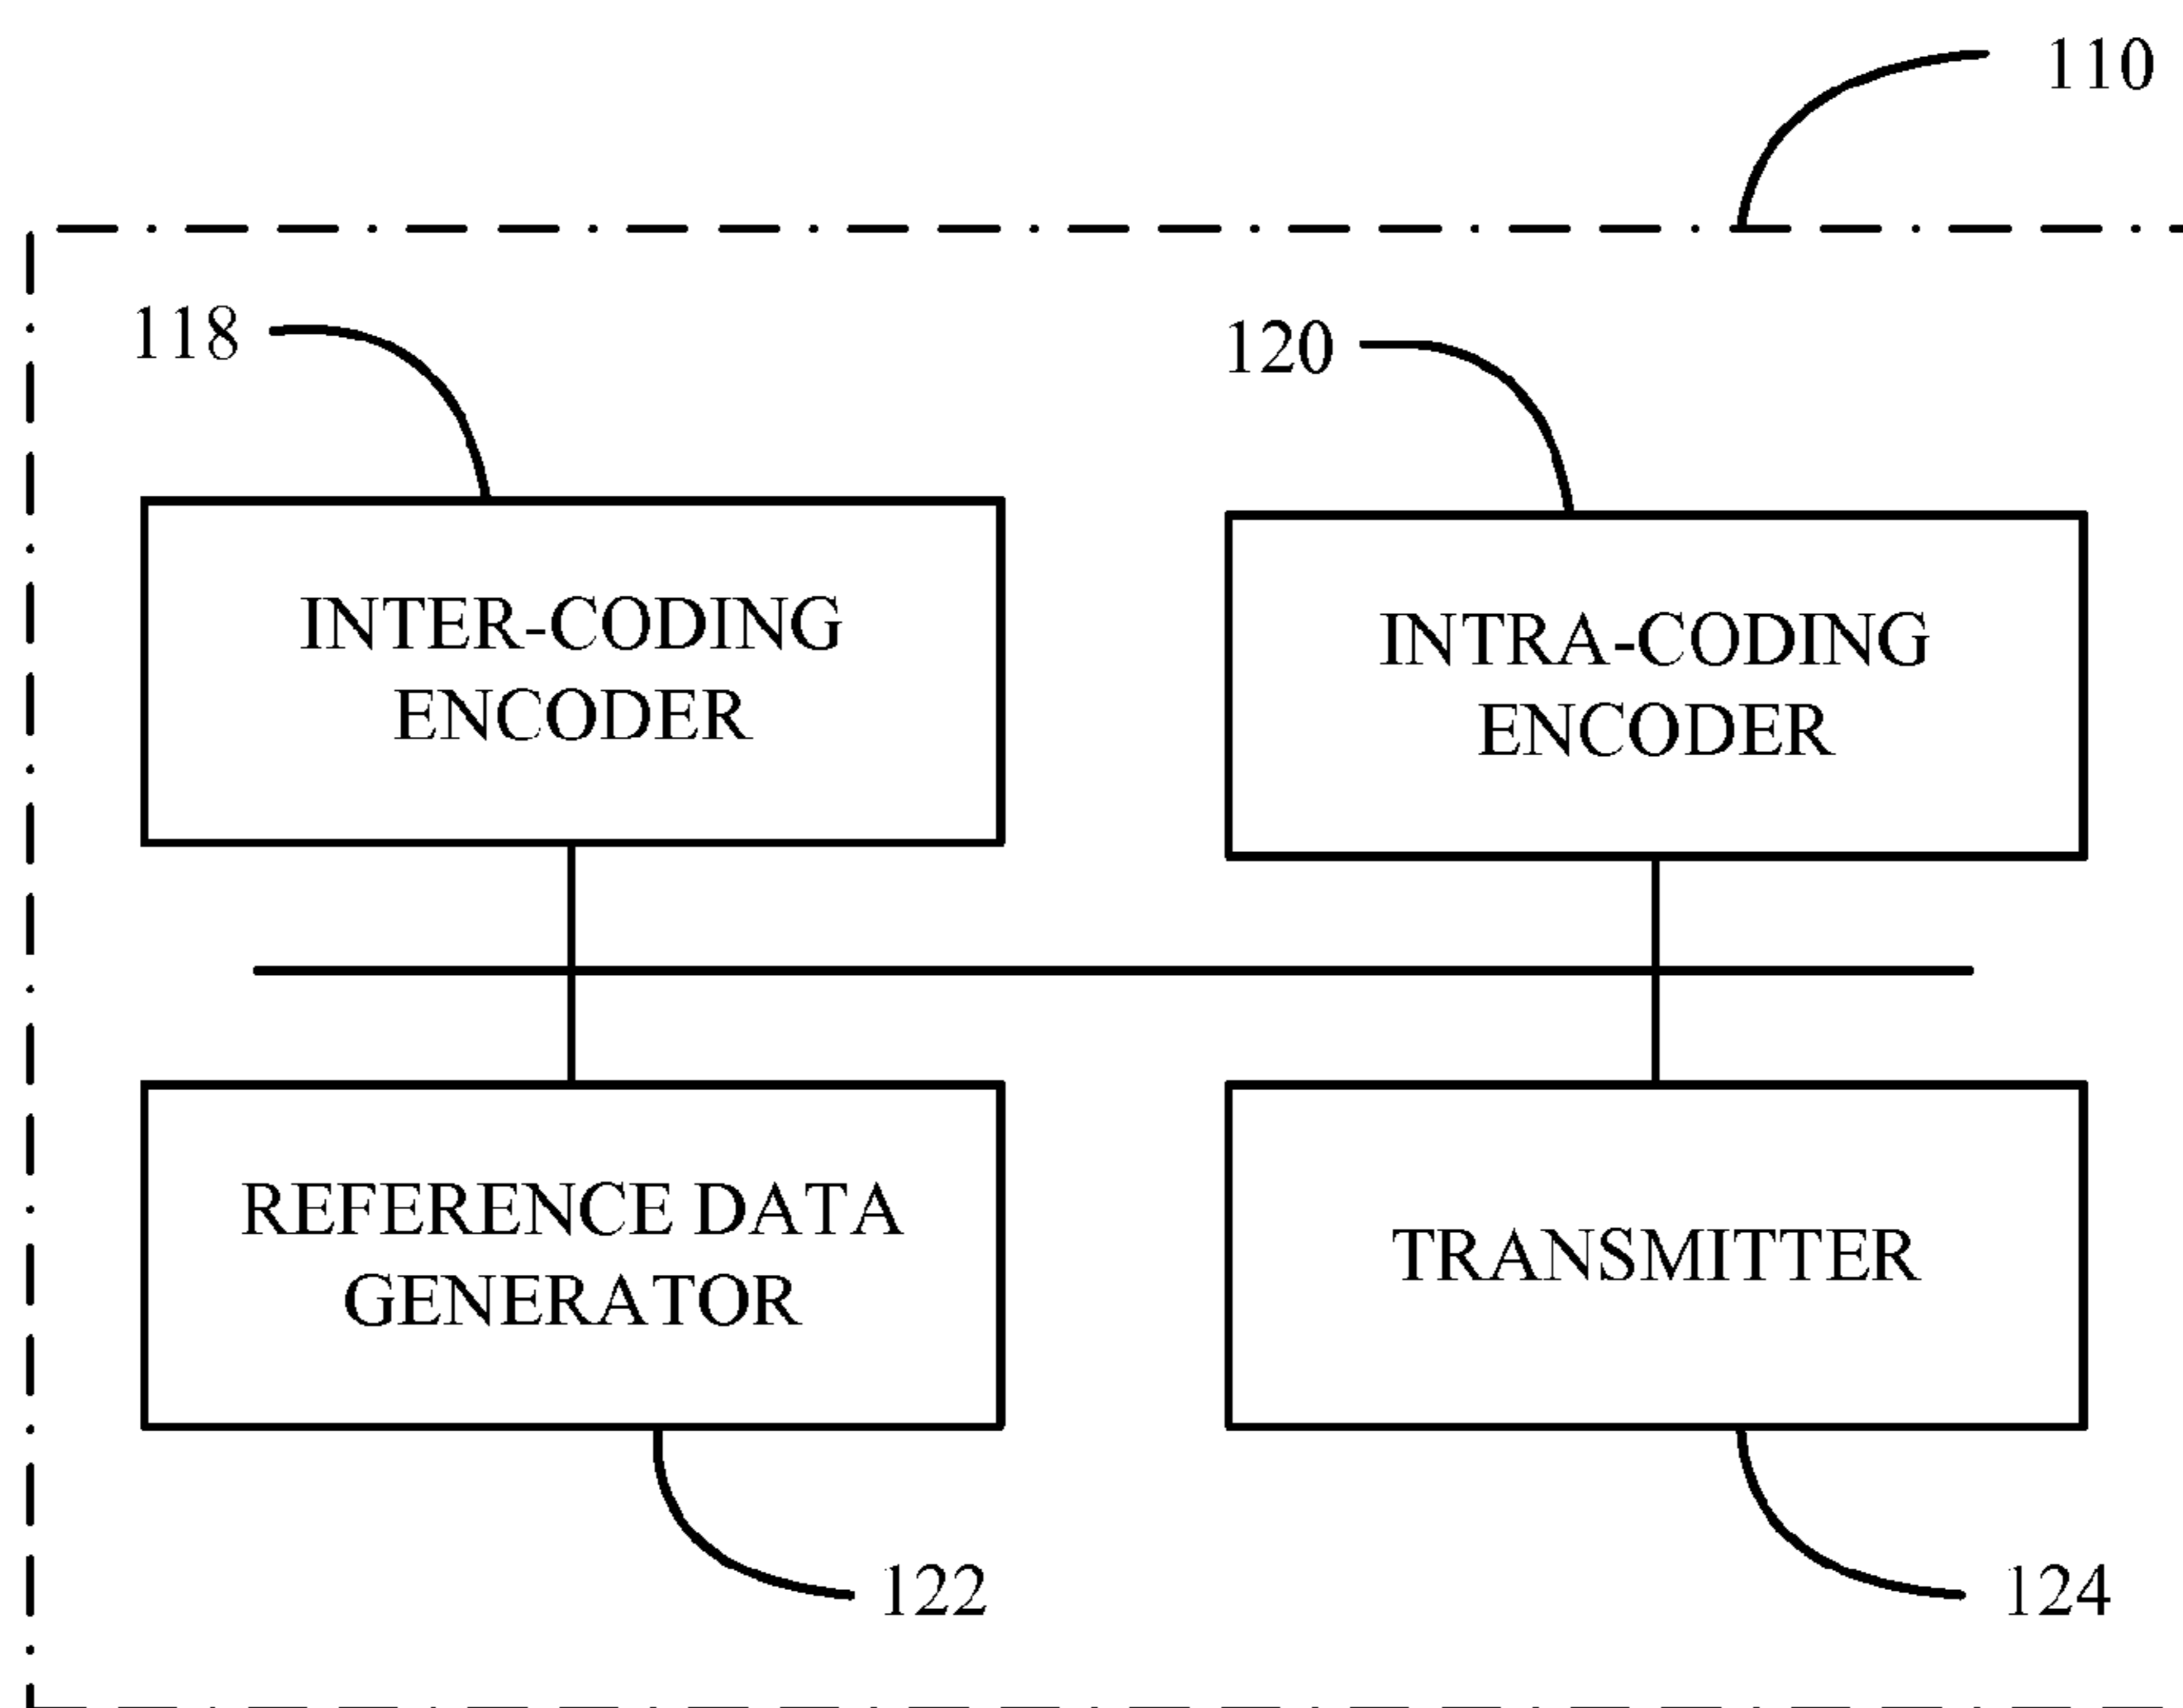 110
118
120
INTER-CODING
ENCODER
INTRA-CODING
ENCODER
REFERENCE DATA
GENERATOR
TRANSMITTER
122
124